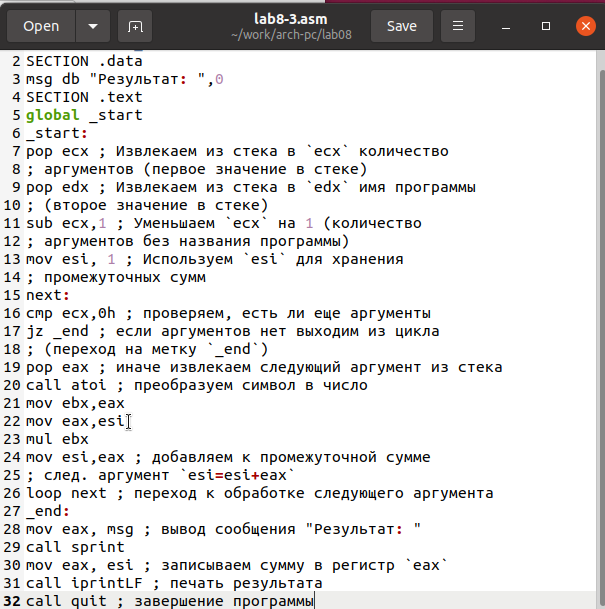 Open
lab8-3.asm
~/work/arch-pc/lab08
Save
2 SECTION .data
3 msg db "Результат: ",0
4 SECTION .text
5 global _start
6 _start:
7 pop ecx ; Извлекаем из стека в `ecx` количество
8 ; аргументов (первое значение в стеке)
9 pop edx ; Извлекаем из стека в `edx` имя программы
10 ; (второе значение в стеке)
11 sub ecx,1 ; Уменьшаем `ecx` на 1 (количество
12 ; аргументов без названия программы)
13 mov esi, 1 ; Используем `esi` для хранения
14 ; промежуточных сумм
15 next:
16 cmp ecx,0h ; проверяем, есть ли еще аргументы
17 jz _end ; если аргументов нет выходим из цикла
18 ; (переход на метку `_end`)
19 pop eax ; иначе извлекаем следующий аргумент из стека
20 call atoi ; преобразуем символ в число
21 mov ebx,eax
22 mov eax,esi
23 mul ebx
24 mov esi,eax ; добавляем к промежуточной сумме
25 ; след. аргумент `esi=esi+eax`
26 loop next ; переход к обработке следующего аргумента
27 _end:
28 mov eax, msg ; вывод сообщения "Результат: "
29 call sprint
30 mov eax, esi ; записываем сумму в регистр `eax`
31 call iprintLF ; печать результата
32 call quit ; завершение программы